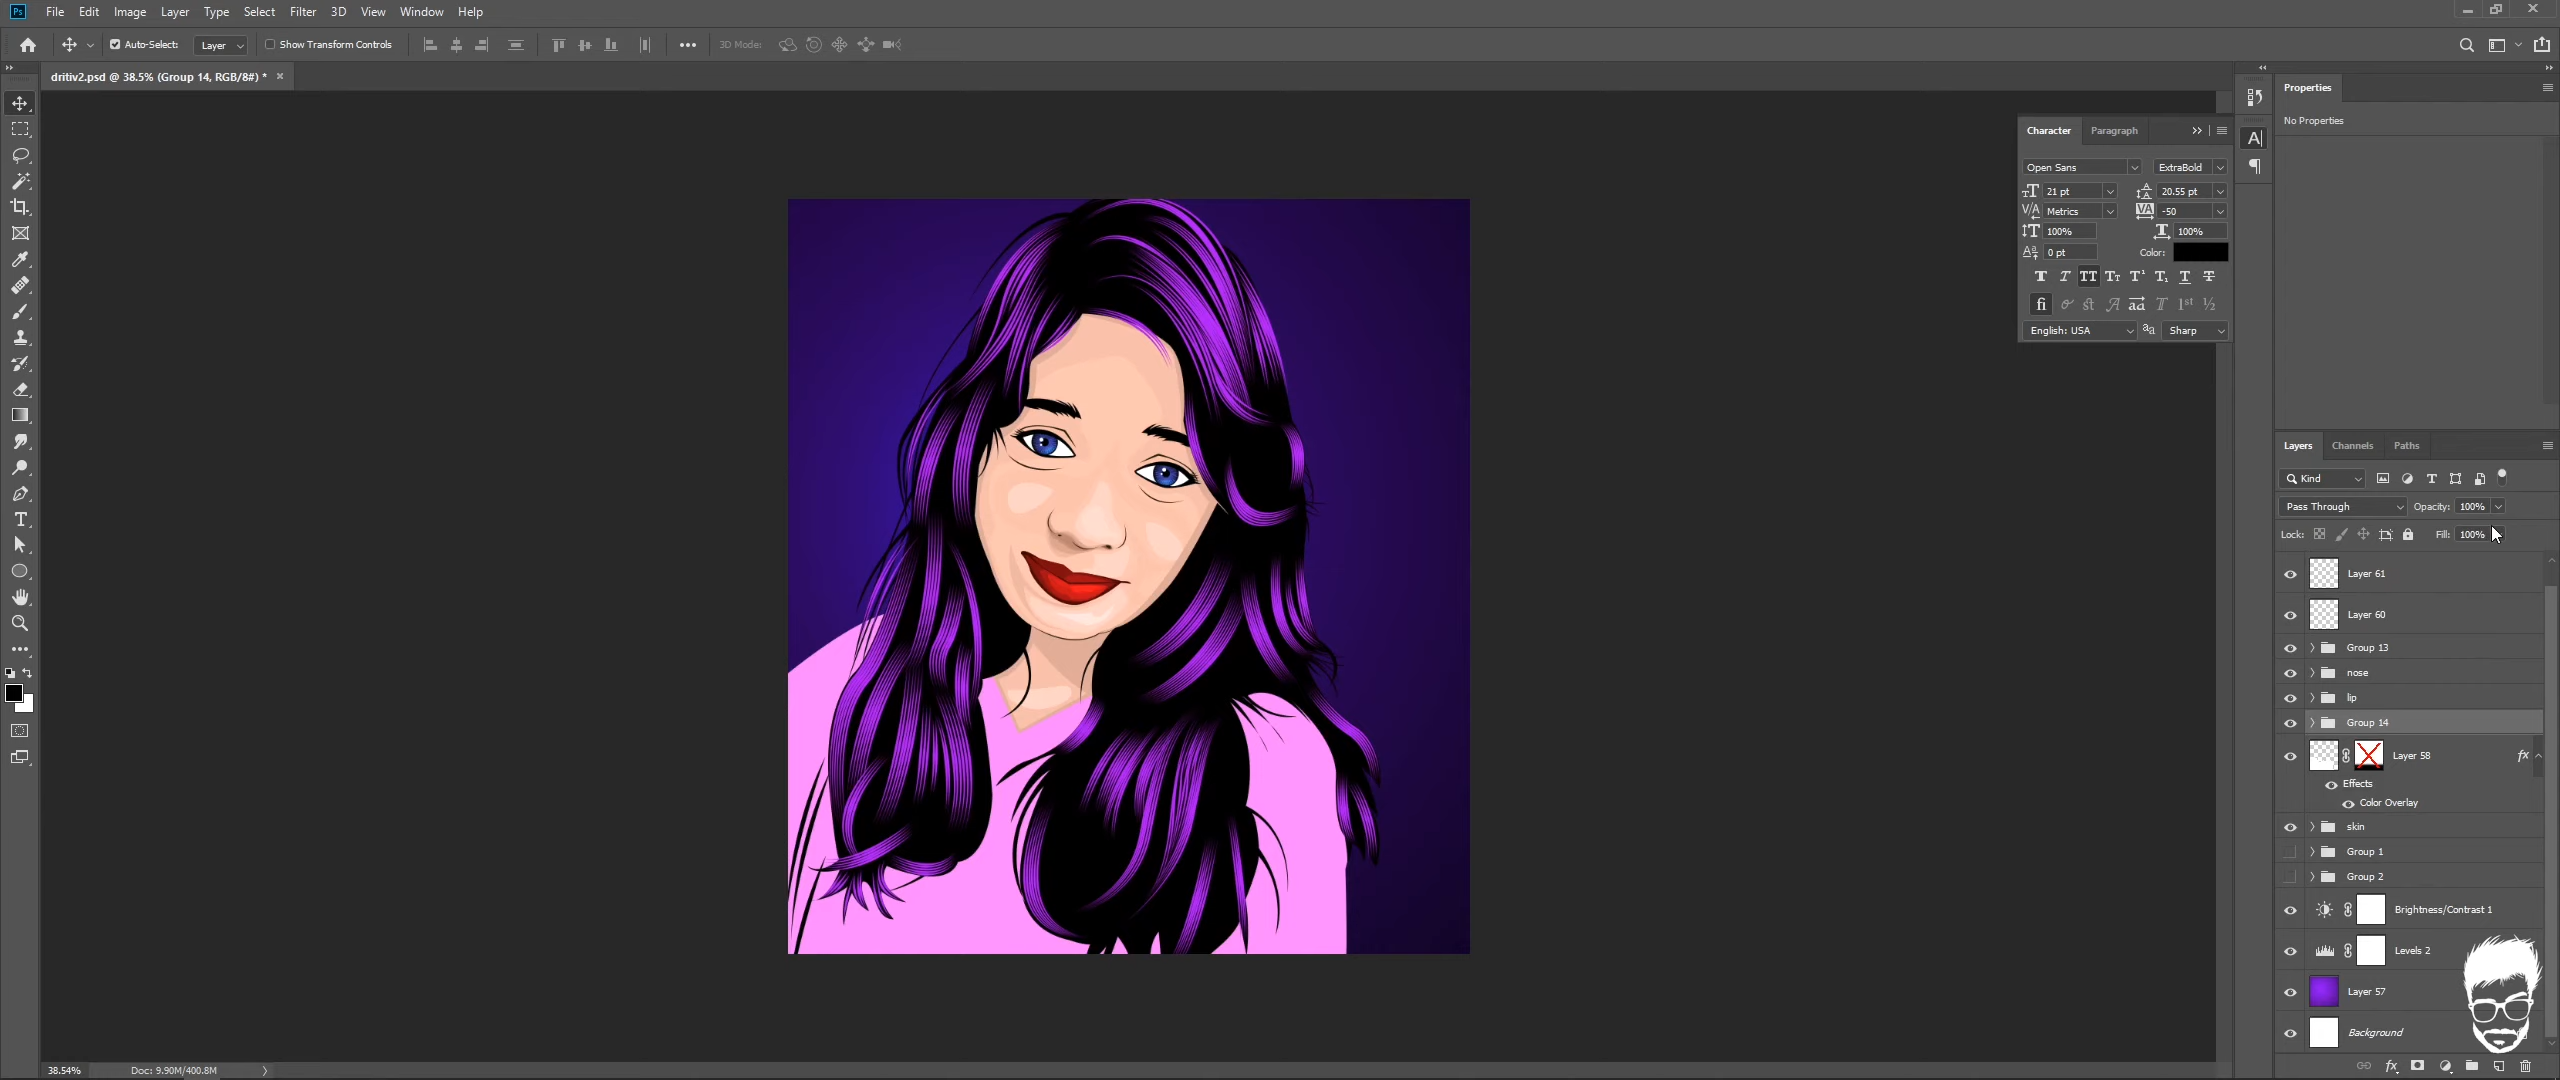 Ps File Edit Image Layer Type Select Filter 3D View Window Help
Auto-Select: Layer Show Transform Controls 3D Mode:
dritiv2.psd @ 38.5% (Group 14, RGB/8#) *
Properties
No Properties
Character Paragraph
Open Sans ExtraBold
21 pt 20.55 pt
Metrics -50
100% 100%
0 pt Color:
English: USA Sharp
Layers Channels Paths
Kind
Pass Through Opacity: 100%
Lock: Fill: 100%
Layer 61
Layer 60
Group 13
nose
lip
Group 14
Layer 58 fx
Effects
Color Overlay
skin
Group 1
Group 2
Brightness/Contrast 1
Levels 2
Layer 57
Background
38.54% Doc: 9.90M/400.8M
fx